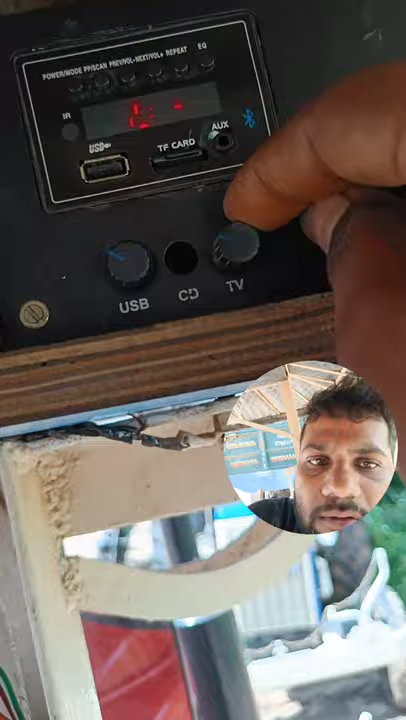 POWER/MODE PP/SCAN PREV/VOL- NEXT/VOL+ REPEAT EQ
IR
USB
TF CARD
AUX
USB
CD
TV